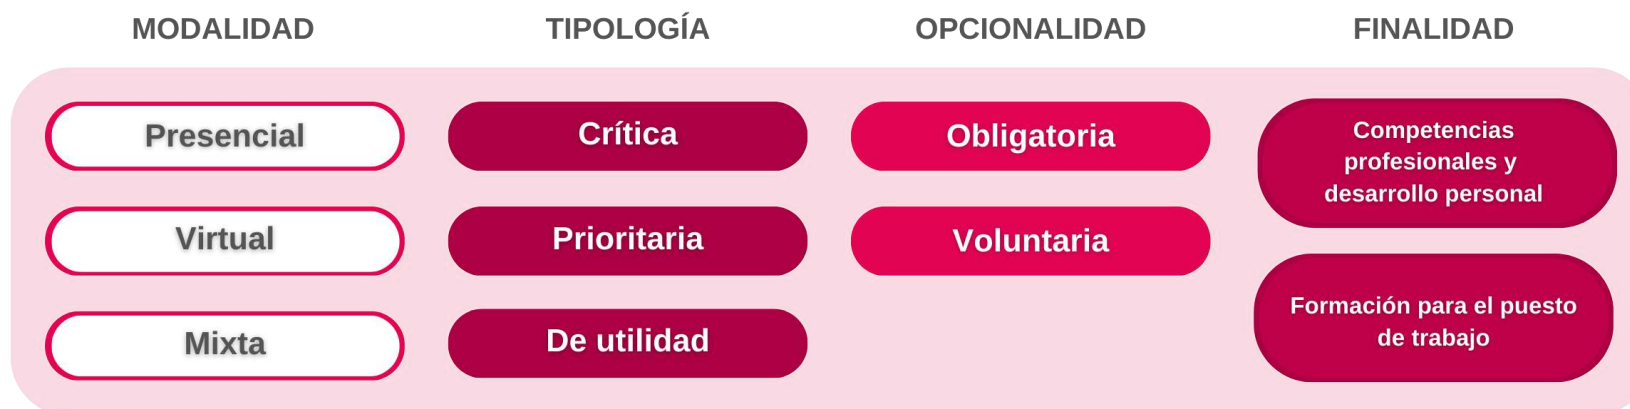 MODALIDAD
TIPOLOGÍA
OPCIONALIDAD
FINALIDAD
Presencial
Virtual
Mixta
Crítica
Prioritaria
De utilidad
Obligatoria
Voluntaria
Competencias
profesionales y
desarrollo personal
Formación para el puesto
de trabajo